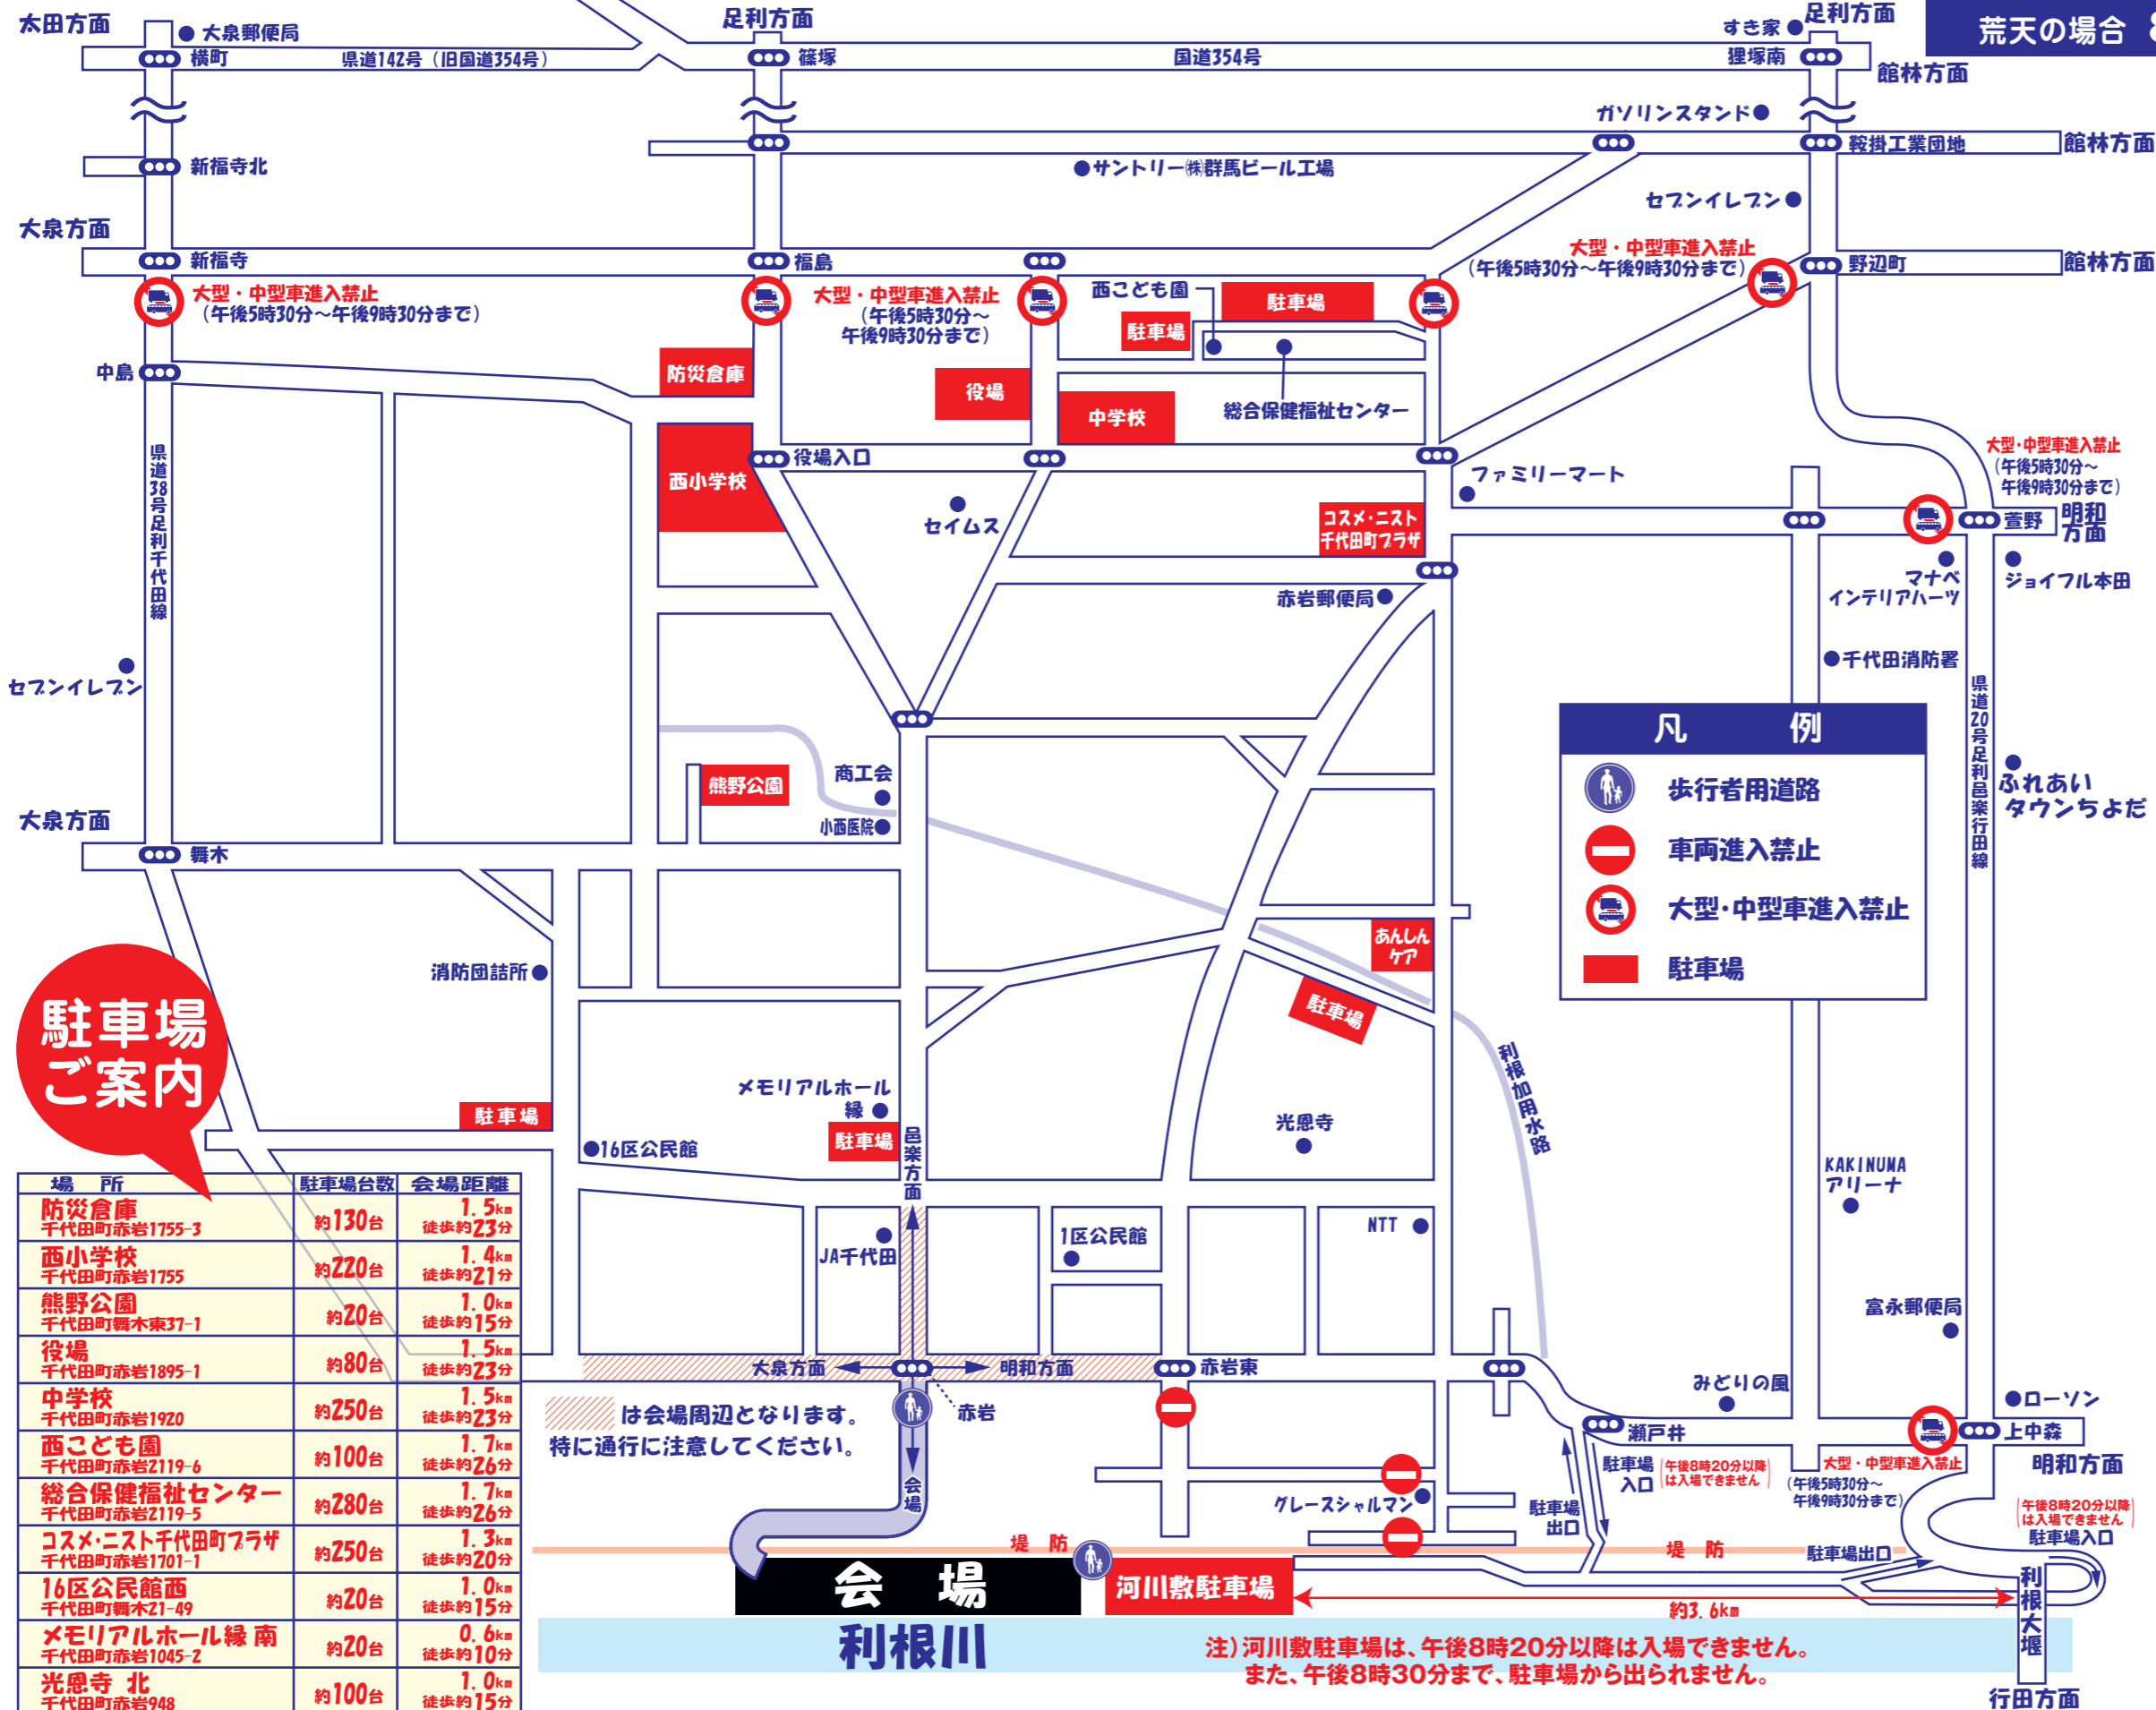 太田方面
大泉郵便局
横町
県道142号（旧国道354号）
足利方面
篠塚
国道354号
すき家
足利方面
狸塚南
荒天の場合
館林方面
ガソリンスタンド
新福寺北
サントリー㈱群馬ビール工場
鞍掛工業団地
館林方面
セブンイレブン
大泉方面
新福寺
福島
大型・中型車進入禁止
（午後5時30分～午後9時30分まで）
野辺町
館林方面
大型・中型車進入禁止
（午後5時30分～午後9時30分まで）
大型・中型車進入禁止
（午後5時30分～
午後9時30分まで）
西こども園
駐車場
駐車場
中島
防災倉庫
役場
中学校
総合保健福祉センター
県道38号足利千代田線
西小学校
役場入口
セイムス
ファミリーマート
コスメ・ニスト
千代田町プラザ
大型・中型車進入禁止
（午後5時30分～
午後9時30分まで）
萱野
明和
方面
マナベ
インテリアハーツ
ジョイフル本田
赤岩郵便局
千代田消防署
セブンイレブン
県道20号足利邑楽行田線
凡例
歩行者用道路
車両進入禁止
大型・中型車進入禁止
駐車場
ふれあい
タウンちよだ
商工会
熊野公園
小西医院
大泉方面
舞木
あんしん
ケア
消防団詰所
駐車場
利根加用水路
駐車場
ご案内
メモリアルホール
縁
駐車場
駐車場
光恩寺
16区公民館
邑楽方面
KAKINUMA
アリーナ
JA千代田
1区公民館
NTT
富永郵便局
場所 駐車場台数 会場距離
防災倉庫 約130台 1.5km
千代田町赤岩1755-3 徒歩約23分
西小学校 約220台 1.4km
千代田町赤岩1755 徒歩約21分
熊野公園 約20台 1.0km
千代田町舞木東37-1 徒歩約15分
役場 約80台 1.5km
千代田町赤岩1895-1 徒歩約23分
中学校 約250台 1.5km
千代田町赤岩1920 徒歩約23分
西こども園 約100台 1.7km
千代田町赤岩2119-6 徒歩約26分
総合保健福祉センター 約280台 1.7km
千代田町赤岩2119-5 徒歩約26分
コスメ・ニスト千代田町プラザ 約250台 1.3km
千代田町赤岩1701-1 徒歩約20分
16区公民館西 約20台 1.0km
千代田町舞木21-49 徒歩約15分
メモリアルホール縁 南 約20台 0.6km
千代田町赤岩1045-2 徒歩約10分
光恩寺 北 約100台 1.0km
千代田町赤岩948 徒歩約15分
大泉方面
明和方面
赤岩東
赤岩
は会場周辺となります。
特に通行に注意してください。
会場
みどりの風
ローソン
瀬戸井
上中森
明和方面
駐車場
入口
（午後8時20分以降
は入場できません）
大型・中型車進入禁止
（午後5時30分～
午後9時30分まで）
グレースシャルマン
駐車場
出口
（午後8時20分以降
は入場できません）
駐車場入口
堤防
堤防
駐車場出口
会場
河川敷駐車場
約3.6km
利根大堰
利根川
注）河川敷駐車場は、午後8時20分以降は入場できません。
また、午後8時30分まで、駐車場から出られません。
行田方面